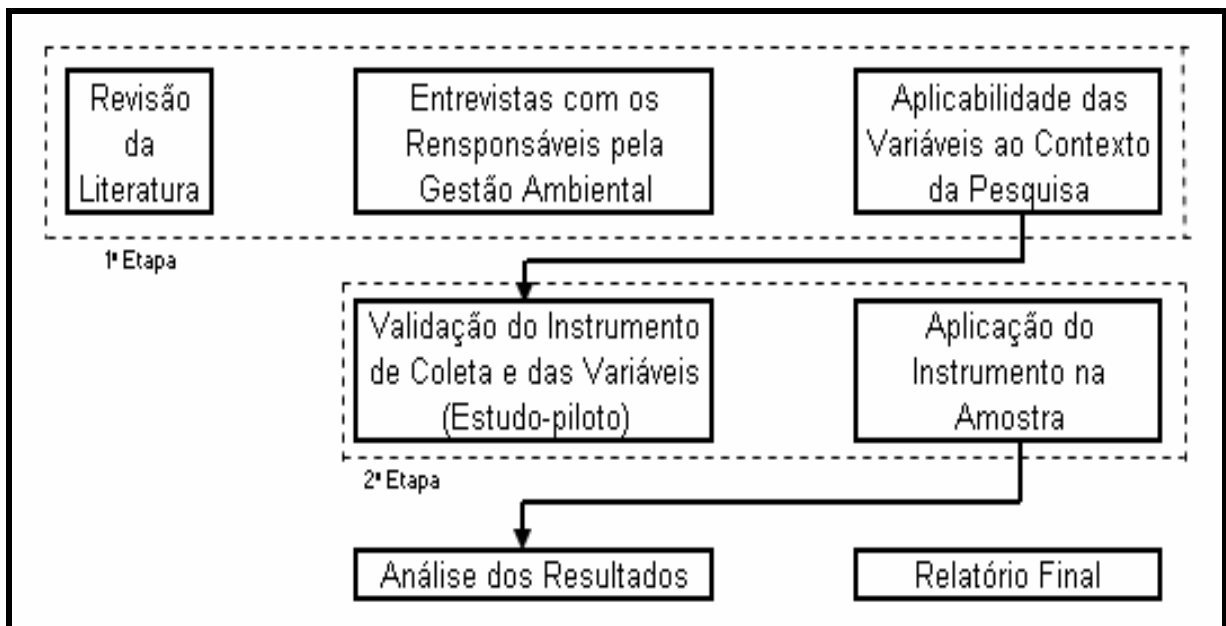 Revisão
da
Literatura
Entrevistas com os
Rensponsáveis pela
Gestão Ambiental
Aplicabilidade das
Variáveis ao Contexto
da Pesquisa
1ª Etapa
Validação do Instrumento
de Coleta e das Variáveis
(Estudo-piloto)
Aplicação do
Instrumento na
Amostra
2ª Etapa
Análise dos Resultados
Relatório Final